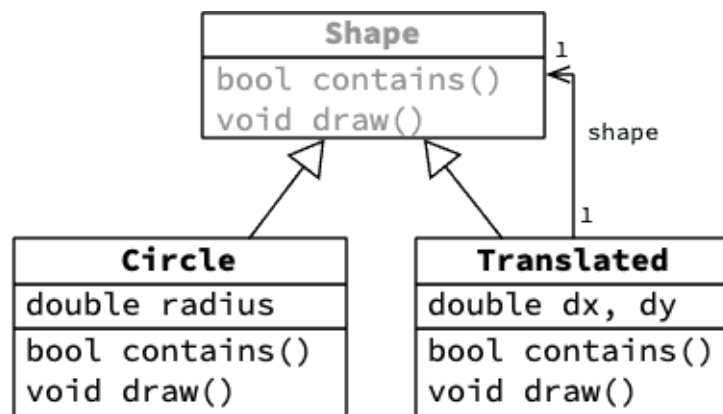 Shape
1
bool contains()
void draw()
shape
1
Circle
Translated
double radius
double dx, dy
bool contains()
bool contains()
void draw()
void draw()